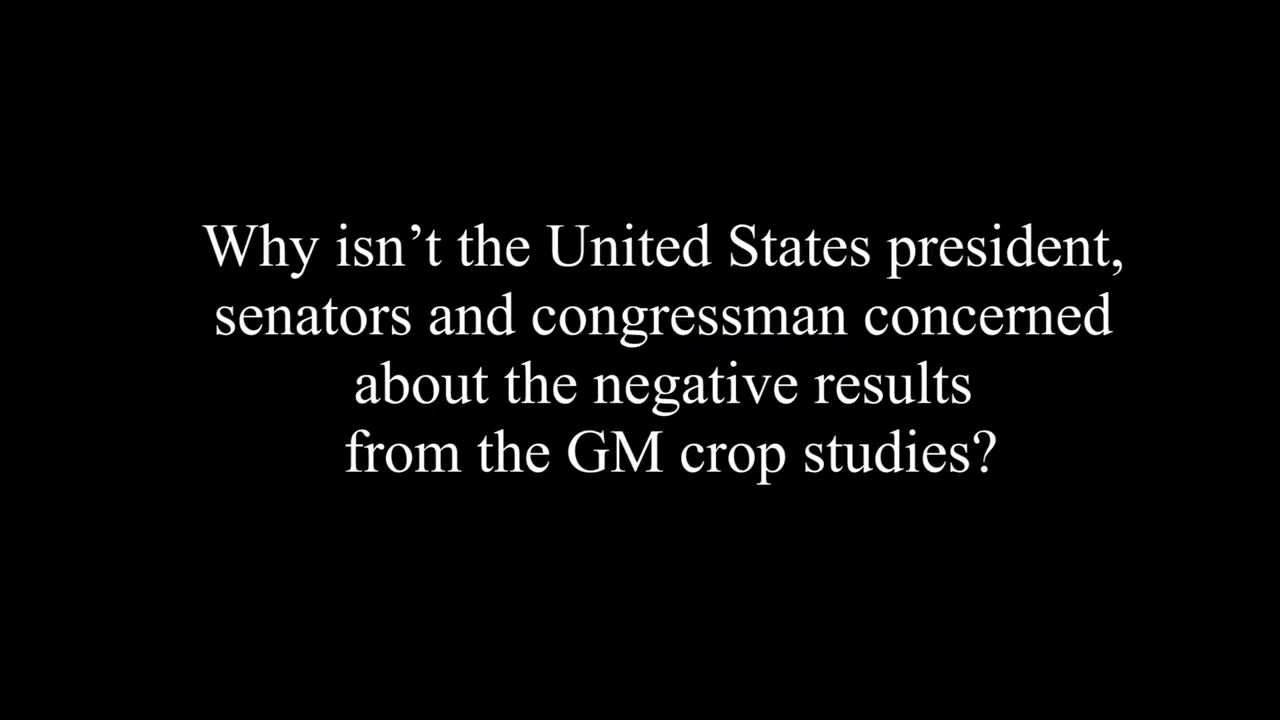 Why isn’t the United States president,
senators and congressman concerned
about the negative results
from the GM crop studies?